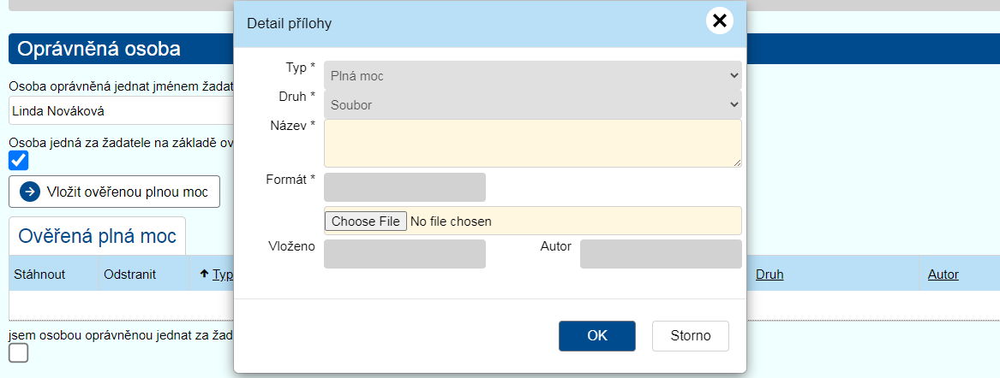 Detail přílohy
Oprávněná osoba
Typ *
Plná moc
Osoba oprávněná jednat jménem žadat
Druh *
Soubor
Linda Nováková
Název *
Osoba jedná za žadatele na základě ov
Vložit ověřenou plnou moc
Formát *
Choose File No file chosen
Ověřená plná moc
Vloženo
Autor
Stáhnout Odstranit Typ Druh Autor
jsem osobou oprávněnou jednat za žad
OK Storno